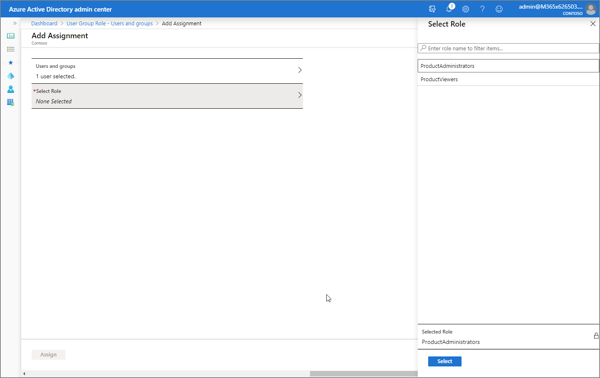 Azure Active Directory admin center
admin@M365x626503....
CONTOSO
Dashboard > User Group Role - Users and groups > Add Assignment
Add Assignment
Contoso
Users and groups
1 user selected.
*Select Role
None Selected
Assign
Select Role
Enter role name to filter items...
ProductAdministrators
ProductViewers
Selected Role
ProductAdministrators
Select